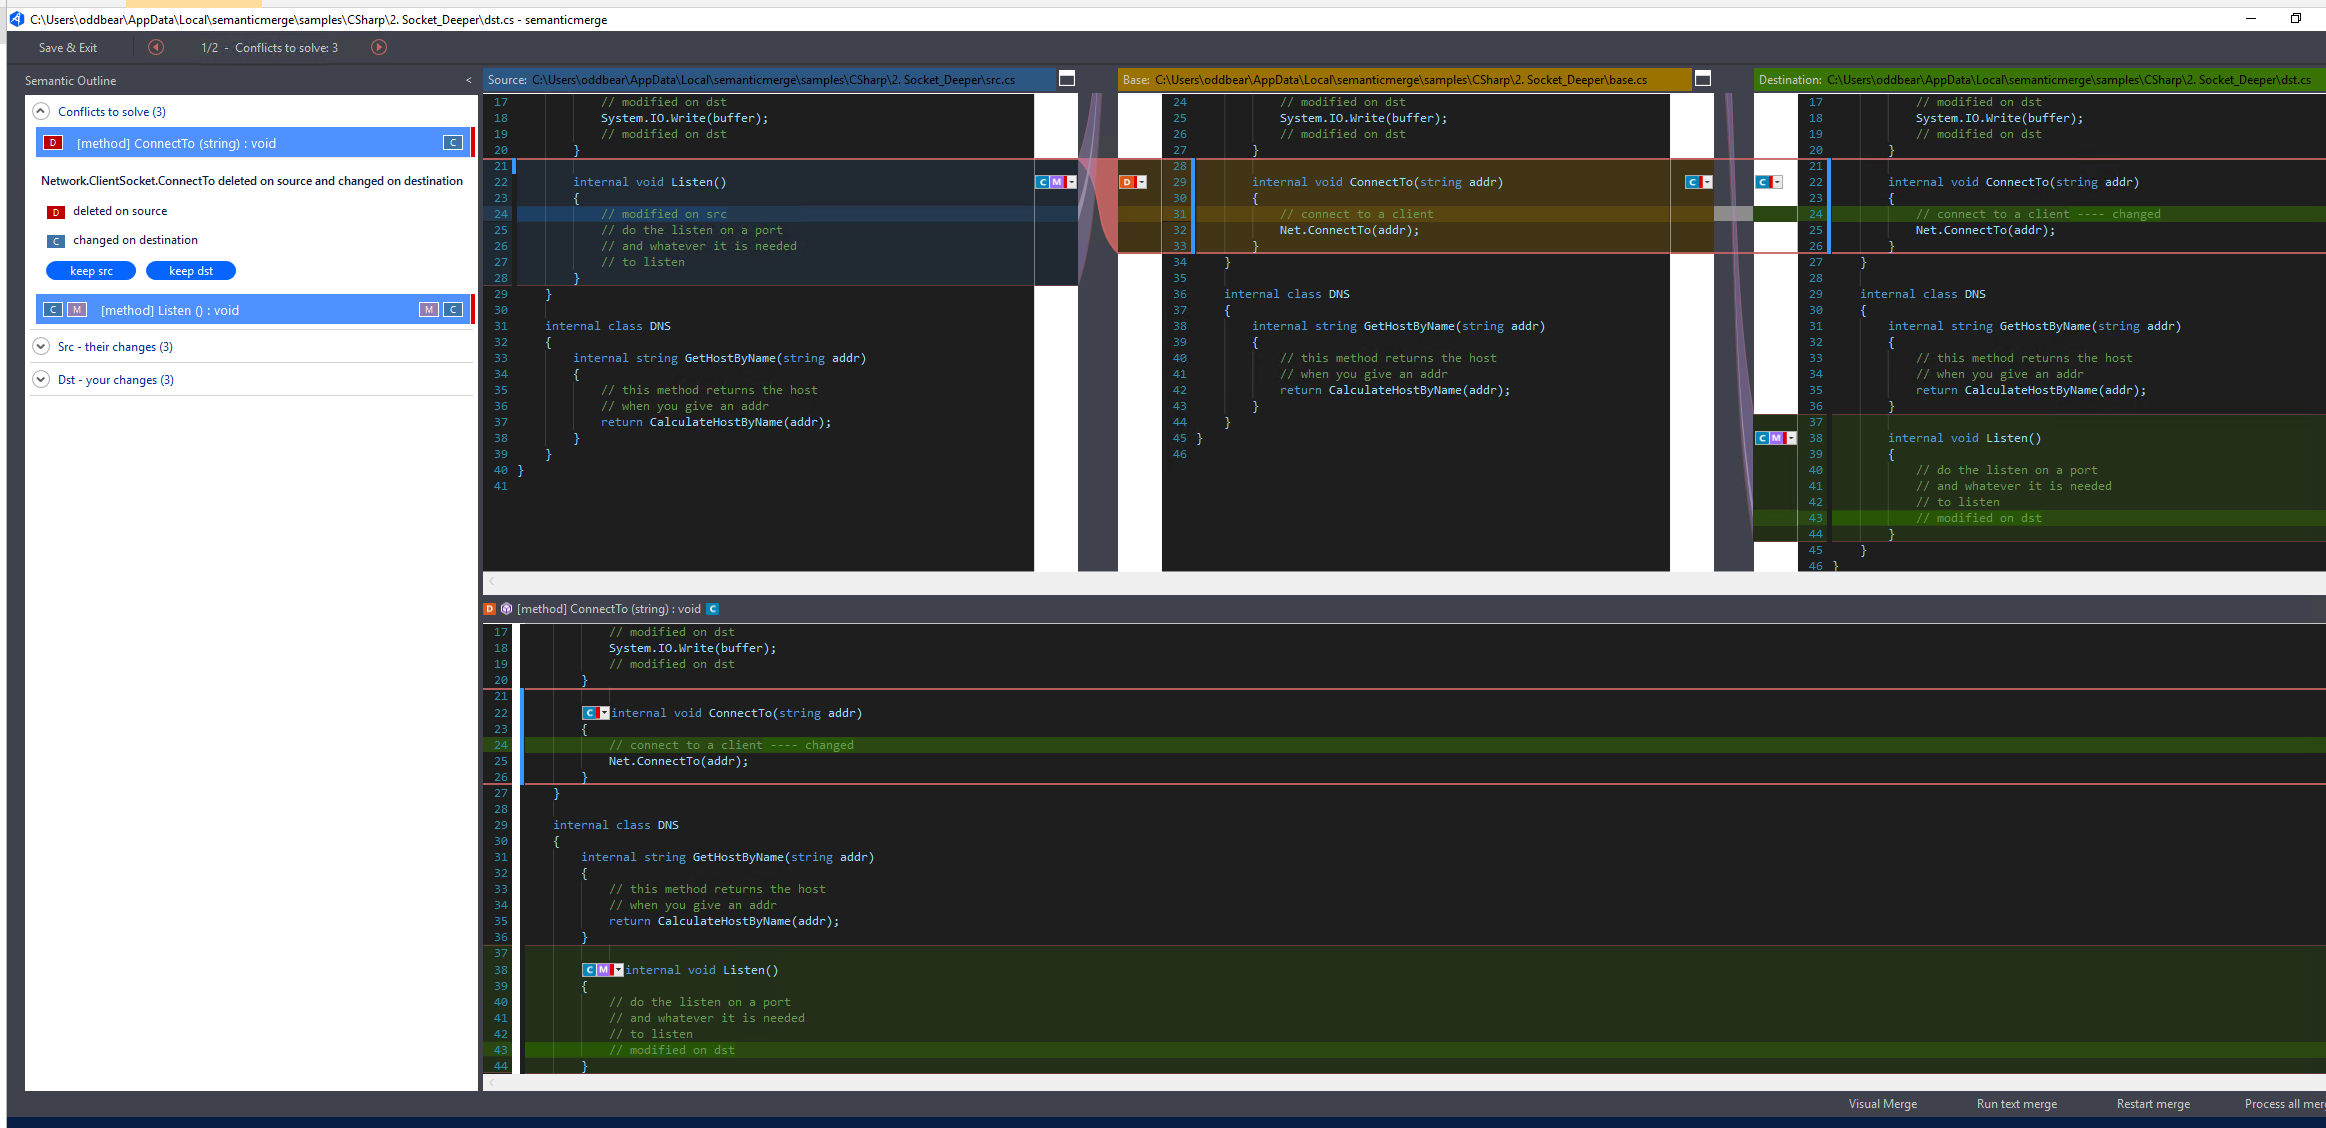 C:\Users\oddbear\AppData\Local\semanticmerge\samples\CSharp\2. Socket_Deeper\dst.cs - semanticmerge
Save & Exit
1/2 - Conflicts to solve: 3
Semantic Outline
<
Conflicts to solve (3)
D [method] ConnectTo (string) : void C
Network.ClientSocket.ConnectTo deleted on source and changed on destination
D deleted on source
C changed on destination
keep src keep dst
C M [method] Listen () : void M C
Src - their changes (3)
Dst - your changes (3)
Source: C:\Users\oddbear\AppData\Local\semanticmerge\samples\CSharp\2. Socket_Deeper\src.cs
17 // modified on dst
18 System.IO.Write(buffer);
19 // modified on dst
20 }
21
22 internal void Listen() C M
23 {
24 // modified on src
25 // do the listen on a port
26 // and whatever it is needed
27 // to listen
28 }
29 }
30
31 internal class DNS
32 {
33 internal string GetHostByName(string addr)
34 {
35 // this method returns the host
36 // when you give an addr
37 return CalculateHostByName(addr);
38 }
39 }
40 }
41
Base: C:\Users\oddbear\AppData\Local\semanticmerge\samples\CSharp\2. Socket_Deeper\base.cs
24 // modified on dst
25 System.IO.Write(buffer);
26 // modified on dst
27 }
28
D 29 internal void ConnectTo(string addr) C
30 {
31 // connect to a client
32 Net.ConnectTo(addr);
33 }
34 }
35
36 internal class DNS
37 {
38 internal string GetHostByName(string addr)
39 {
40 // this method returns the host
41 // when you give an addr
42 return CalculateHostByName(addr);
43 }
44 }
45 }
46
Destination: C:\Users\oddbear\AppData\Local\semanticmerge\samples\CSharp\2. Socket_Deeper\dst.cs
17 // modified on dst
18 System.IO.Write(buffer);
19 // modified on dst
20 }
21
C 22 internal void ConnectTo(string addr)
23 {
24 // connect to a client ---- changed
25 Net.ConnectTo(addr);
26 }
27 }
28
29 internal class DNS
30 {
31 internal string GetHostByName(string addr)
32 {
33 // this method returns the host
34 // when you give an addr
35 return CalculateHostByName(addr);
36 }
37
C M 38 internal void Listen()
39 {
40 // do the listen on a port
41 // and whatever it is needed
42 // to listen
43 // modified on dst
44 }
45 }
46 }
D [method] ConnectTo (string) : void C
17 // modified on dst
18 System.IO.Write(buffer);
19 // modified on dst
20 }
21
22 C internal void ConnectTo(string addr)
23 {
24 // connect to a client ---- changed
25 Net.ConnectTo(addr);
26 }
27 }
28
29 internal class DNS
30 {
31 internal string GetHostByName(string addr)
32 {
33 // this method returns the host
34 // when you give an addr
35 return CalculateHostByName(addr);
36 }
37
38 C M internal void Listen()
39 {
40 // do the listen on a port
41 // and whatever it is needed
42 // to listen
43 // modified on dst
44 }
Visual Merge Run text merge Restart merge Process all mer